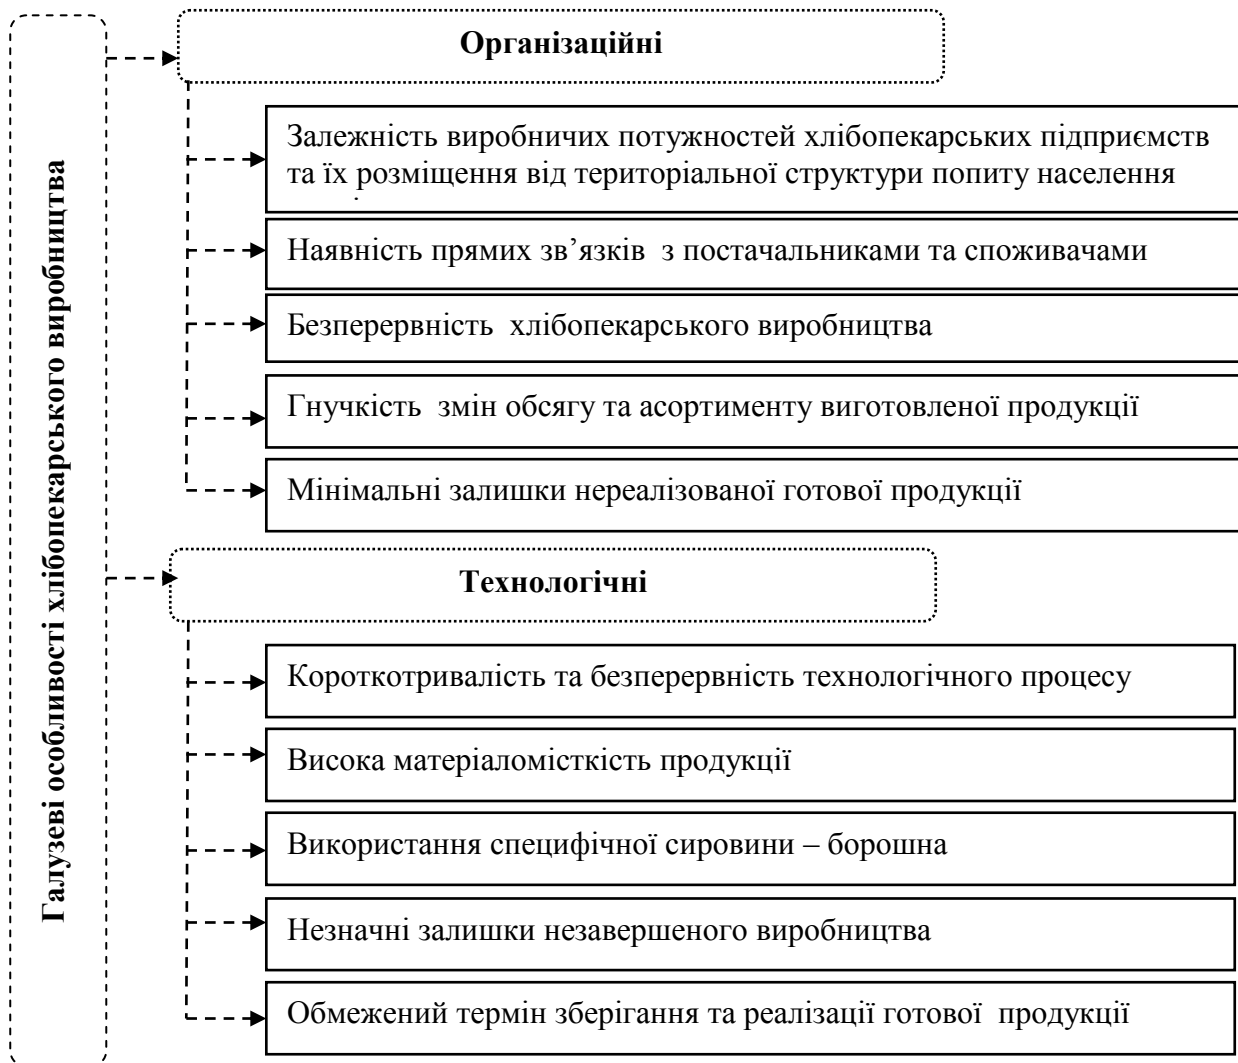 Галузеві особливості хлібопекарського виробництва
Організаційні
Залежність виробничих потужностей хлібопекарських підприємств
та їх розміщення від територіальної структури попиту населення
Наявність прямих зв’язків з постачальниками та споживачами
Безперервність хлібопекарського виробництва
Гнучкість змін обсягу та асортименту виготовленої продукції
Мінімальні залишки нереалізованої готової продукції
Технологічні
Короткотривалість та безперервність технологічного процесу
Висока матеріаломісткість продукції
Використання специфічної сировини – борошна
Незначні залишки незавершеного виробництва
Обмежений термін зберігання та реалізації готової продукції